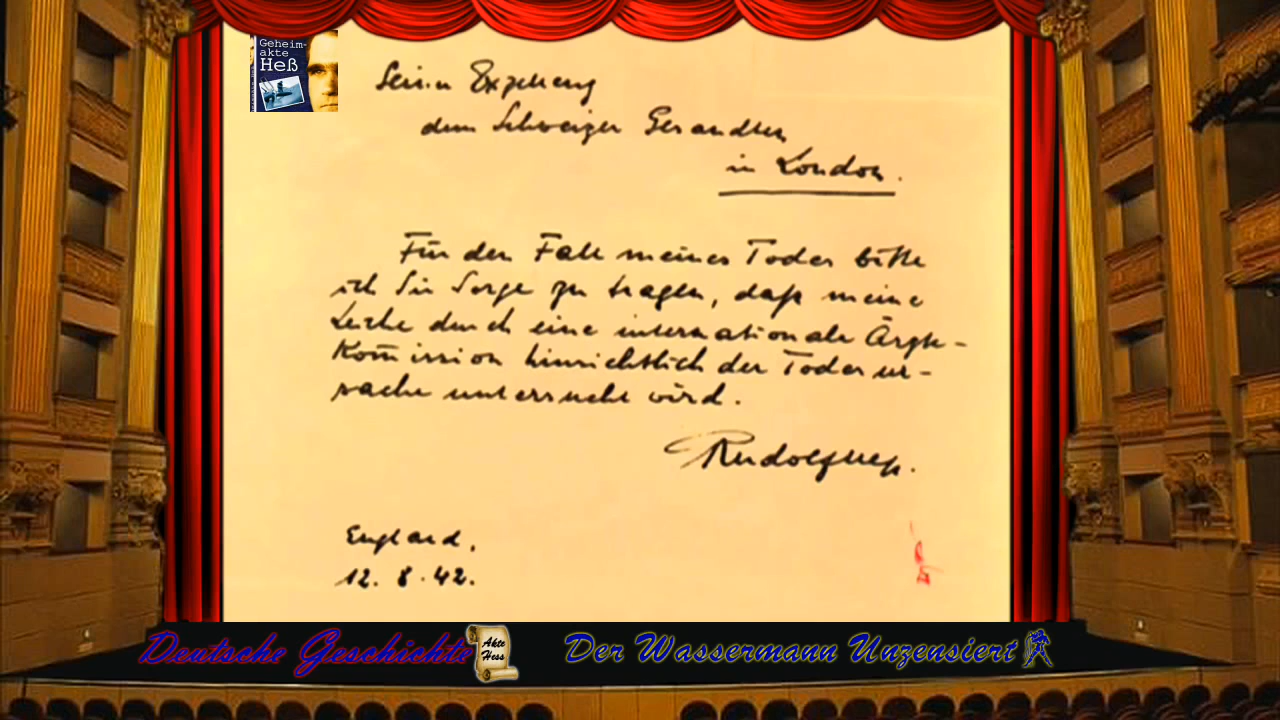 Geheim-
akte
Heß
Seiner Exzellenz
dem Schweizer Gesandten
in London.
Für den Fall meines Todes bitte
ich Sie Sorge zu tragen, daß meine
Leiche durch eine internationale Ärzte-
Kom̄ission hinsichtlich der Todesur-
sache untersucht wird.
Rudolf Heß.
England,
12. 8. 42.
Deutsche Geschichte
Akte
Hess
Der Wassermann Unzensiert